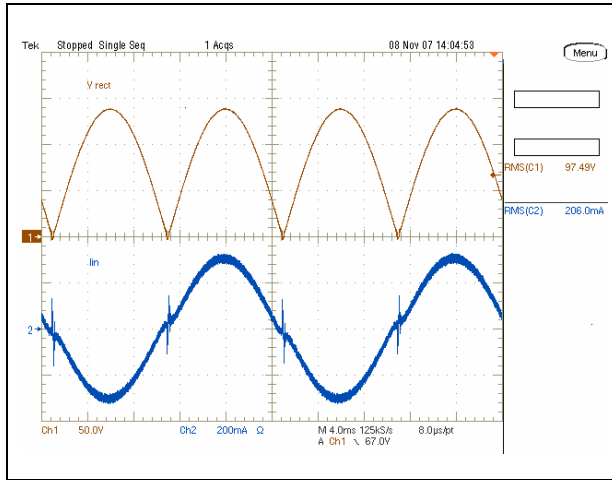 Tek Stopped Single Seq 1 Acqs 08 Nov 07 14:04:53
Menu
V rect
RMS(C1) 97.49V
1
RMS(C2) 206.0mA
Iin
2
Ch1 50.0V Ch2 200mA Ω M 4.0ms 125kS/s 8.0µs/pt
A Ch1 \ 67.0V